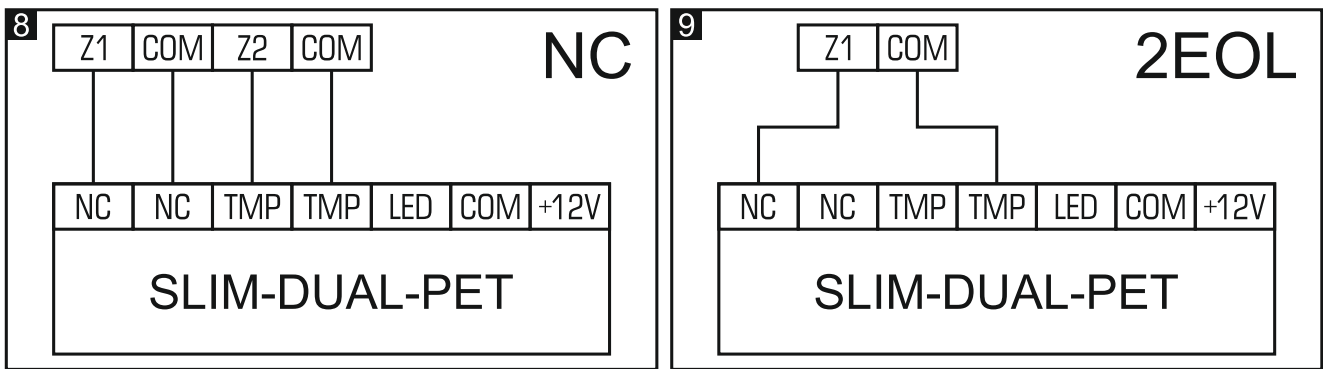 8
Z1 COM Z2 COM
NC
NC NC TMP TMP LED COM +12V
SLIM-DUAL-PET
9
Z1 COM
2EOL
NC NC TMP TMP LED COM +12V
SLIM-DUAL-PET